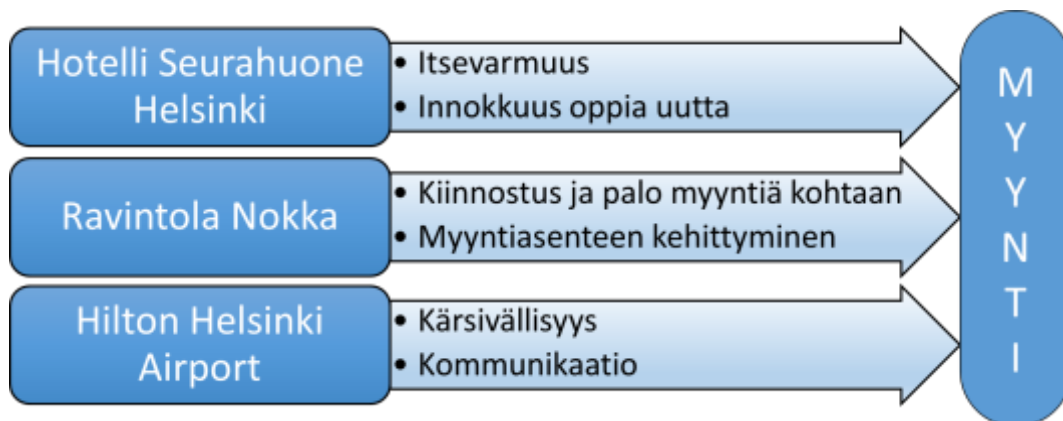 Hotelli Seurahuone
Helsinki
• Itsevarmuus
• Innokkuus oppia uutta
Ravintola Nokka
• Kiinnostus ja palo myyntiä kohtaan
• Myyntiasenteen kehittyminen
Hilton Helsinki
Airport
• Kärsivällisyys
• Kommunikaatio
M
Y
Y
N
T
I